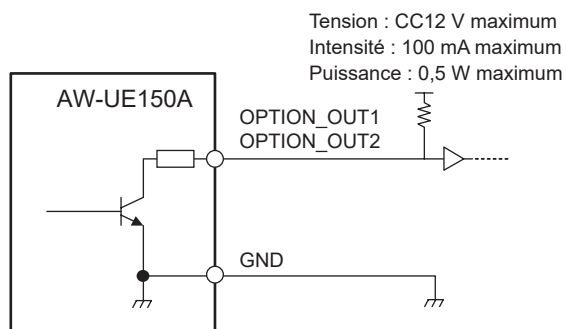 Tension : CC12 V maximum
Intensité : 100 mA maximum
Puissance : 0,5 W maximum
AW-UE150A
OPTION_OUT1
OPTION_OUT2
GND